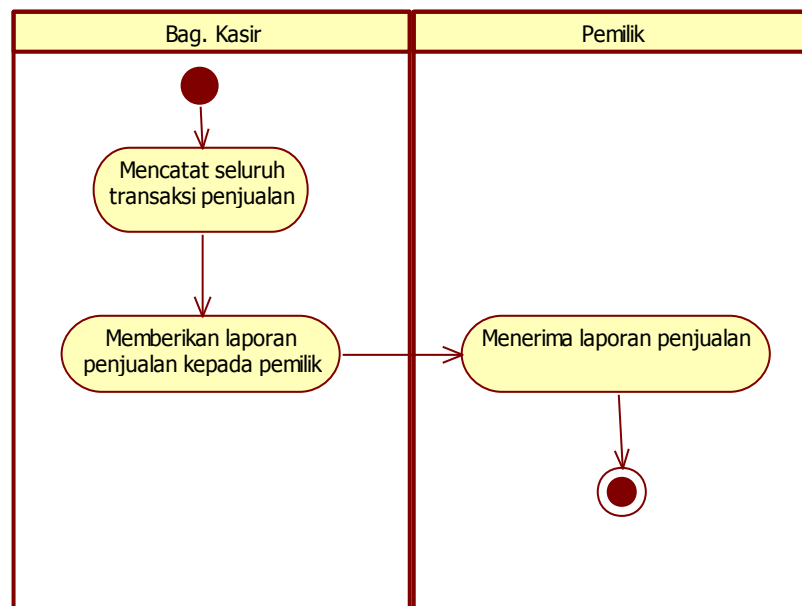 Bag. Kasir
Pemilik
Mencatat seluruh
transaksi penjualan
Memberikan laporan
penjualan kepada pemilik
Menerima laporan penjualan